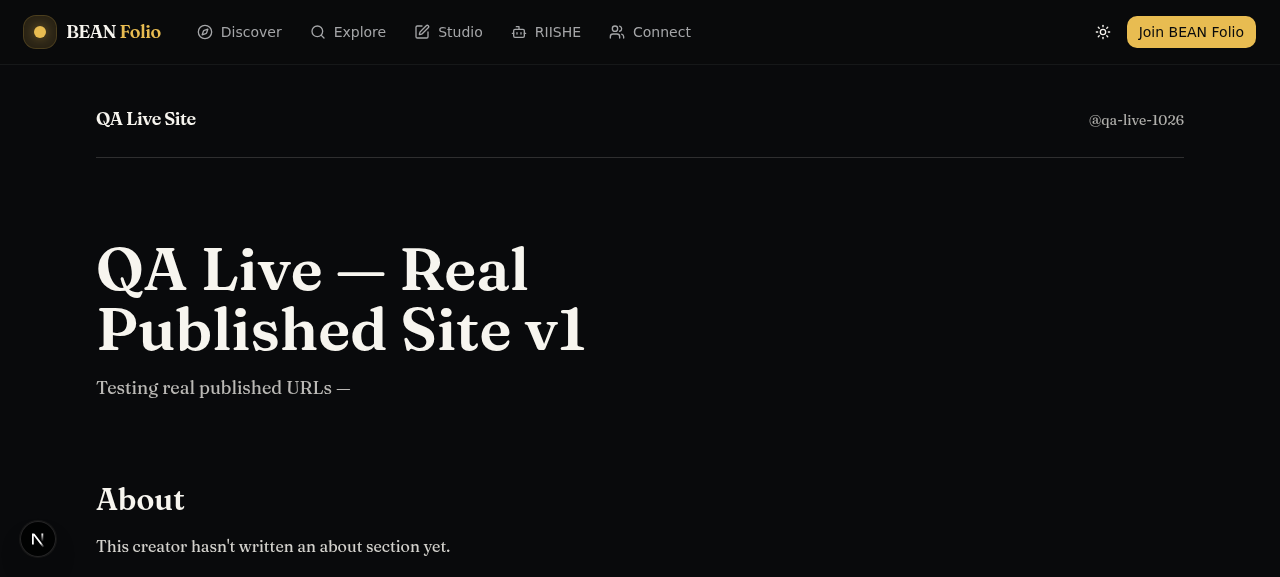 BEAN Folio
Discover
Explore
Studio
RIISHE
Connect
Join BEAN Folio
QA Live Site
@qa-live-1026
QA Live — Real
Published Site v1
Testing real published URLs —
About
This creator hasn't written an about section yet.
N